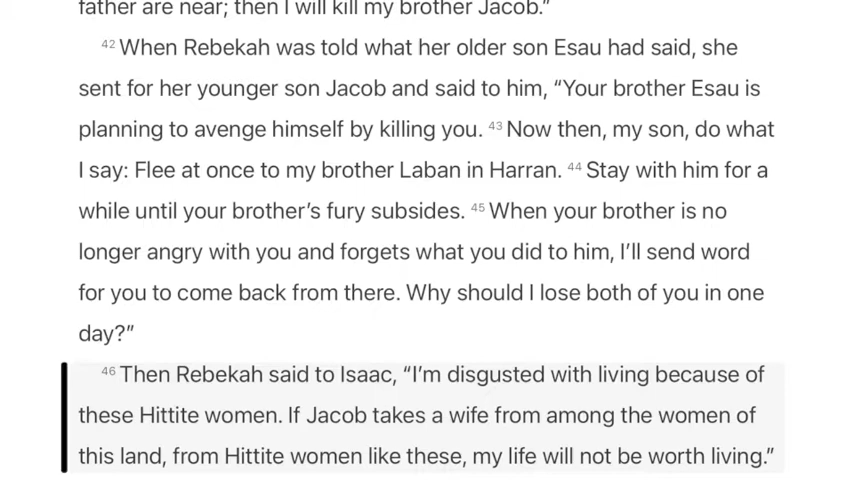 father are near; then I will kill my brother Jacob.”
42 When Rebekah was told what her older son Esau had said, she
sent for her younger son Jacob and said to him, “Your brother Esau is
planning to avenge himself by killing you. 43 Now then, my son, do what
I say: Flee at once to my brother Laban in Harran. 44 Stay with him for a
while until your brother’s fury subsides. 45 When your brother is no
longer angry with you and forgets what you did to him, I’ll send word
for you to come back from there. Why should I lose both of you in one
day?”
46 Then Rebekah said to Isaac, “I’m disgusted with living because of
these Hittite women. If Jacob takes a wife from among the women of
this land, from Hittite women like these, my life will not be worth living.”